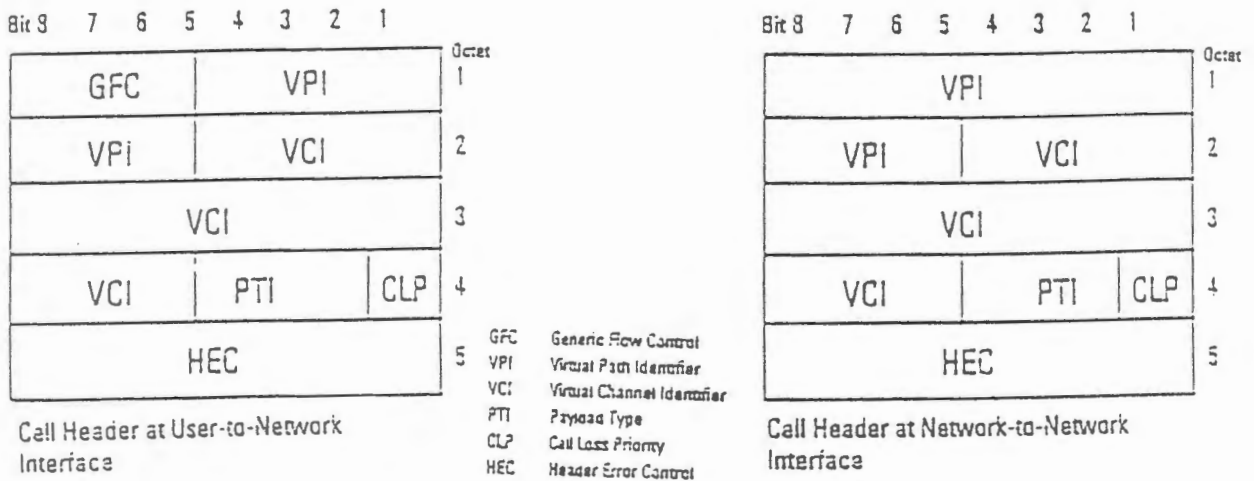 Bit 8 7 6 5 4 3 2 1
Octet
GFC VPI 1
VPi VCI 2
VCI 3
VCI PTI CLP 4
HEC 5
Cell Header at User-to-Network
Interface
GFC Generic Flow Control
VPI Virtual Path Identifier
VCI Virtual Channel Identifier
PTI Payload Type
CLP Cell Loss Priority
HEC Header Error Control
Bit 8 7 6 5 4 3 2 1
Octet
VPI 1
VPI VCI 2
VCI 3
VCI PTI CLP 4
HEC 5
Cell Header at Network-to-Network
Interface